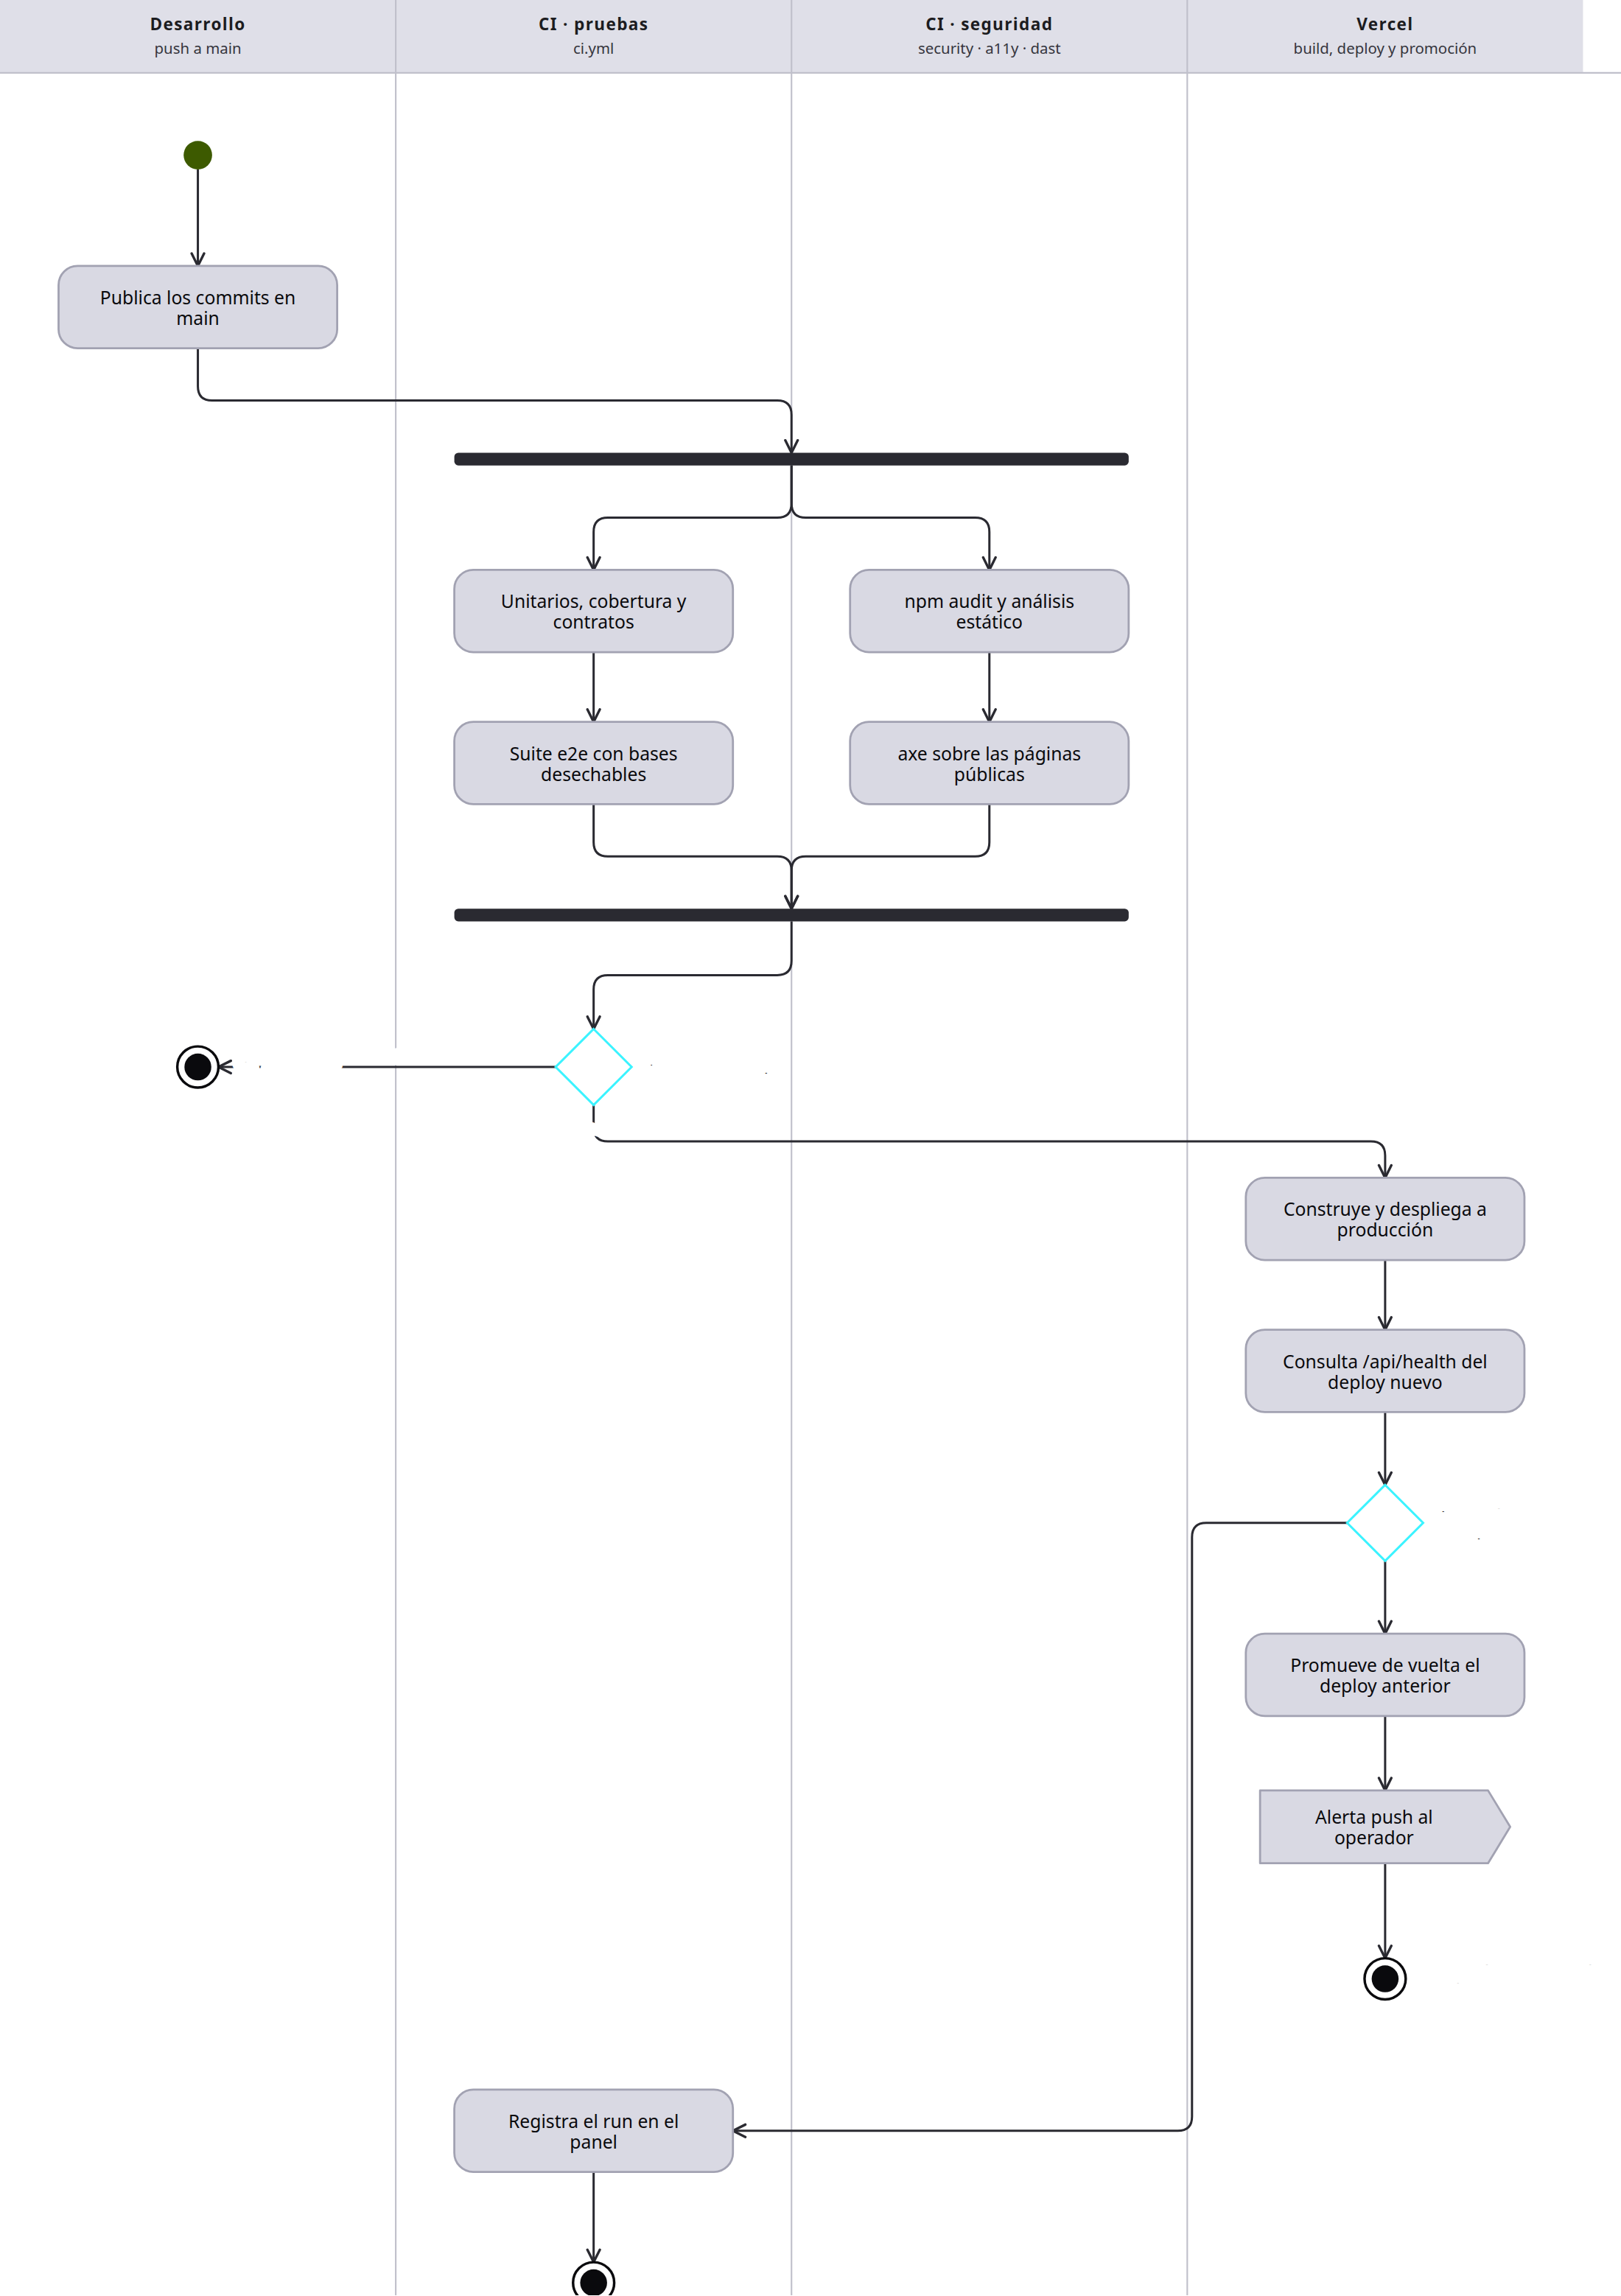 Desarrollo
push a main
CI · pruebas
ci.yml
CI · seguridad
security · a11y · dast
Vercel
build, deploy y promoción
Publica los commits en
main
Unitarios, cobertura y
contratos
npm audit y análisis
estático
Suite e2e con bases
desechables
axe sobre las páginas
públicas
Construye y despliega a
producción
Consulta /api/health del
deploy nuevo
Promueve de vuelta el
deploy anterior
Alerta push al
operador
Registra el run en el
panel